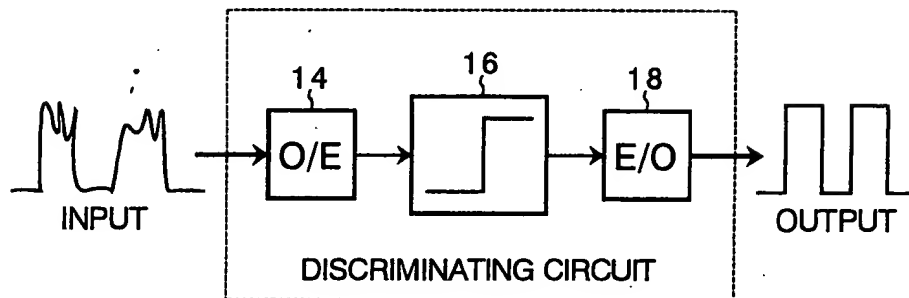 14
16
18
O/E
E/O
INPUT
OUTPUT
DISCRIMINATING CIRCUIT